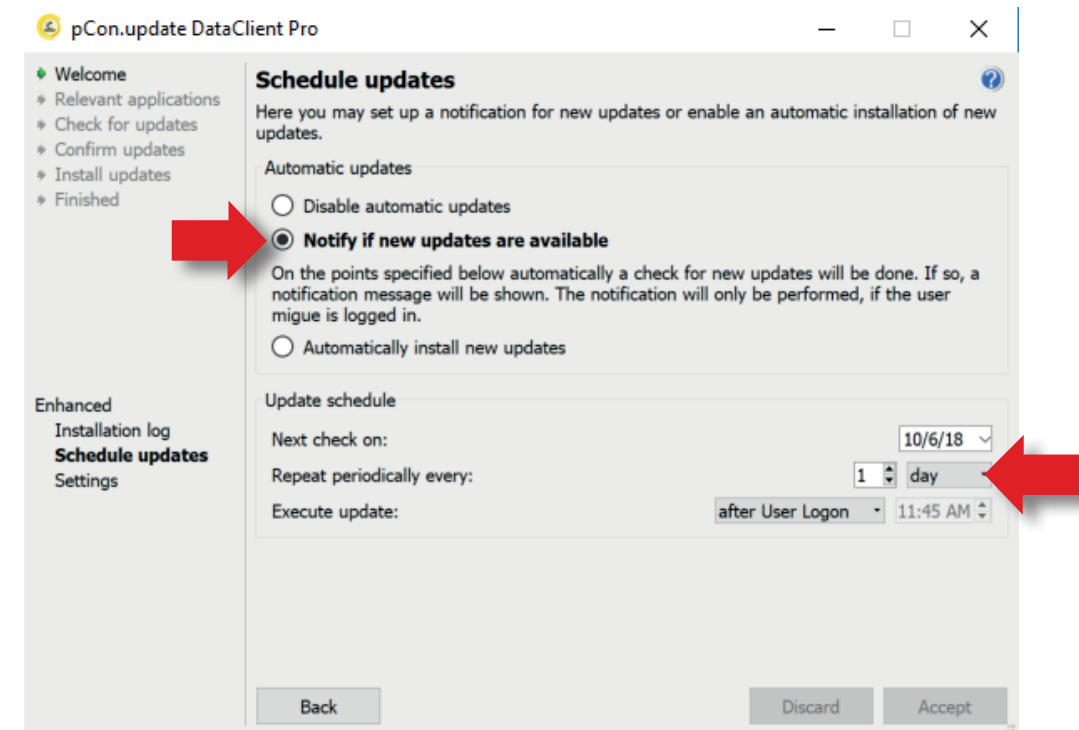 pCon.update DataClient Pro
Welcome
Relevant applications
Check for updates
Confirm updates
Install updates
Finished
Enhanced
Installation log
Schedule updates
Settings
Schedule updates
Here you may set up a notification for new updates or enable an automatic installation of new
updates.
Automatic updates
Disable automatic updates
Notify if new updates are available
On the points specified below automatically a check for new updates will be done. If so, a
notification message will be shown. The notification will only be performed, if the user
migue is logged in.
Automatically install new updates
Update schedule
Next check on: 10/6/18
Repeat periodically every: 1 day
Execute update: after User Logon 11:45 AM
Back Discard Accept